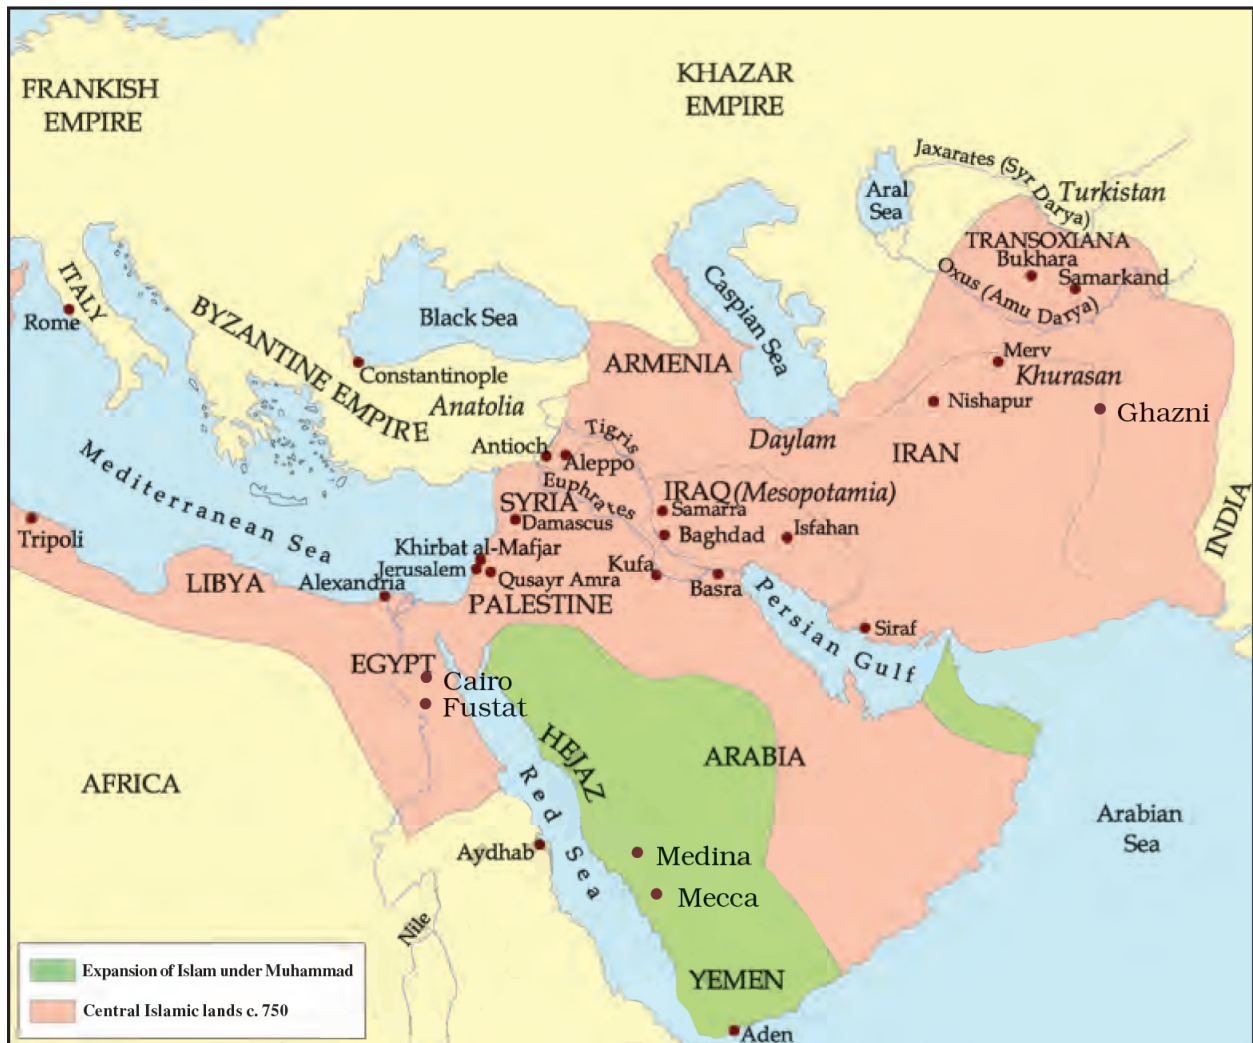 FRANKISH
EMPIRE
KHAZAR
EMPIRE
Jaxarates (Syr Darya)
Aral
Sea
Turkistan
TRANSOXIANA
Bukhara
Samarkand
Oxus (Amu Darya)
ITALY
Rome
BYZANTINE EMPIRE
Black Sea
Caspian Sea
Constantinople
Anatolia
ARMENIA
Merv
Khurasan
Nishapur
Ghazni
Daylam
IRAN
Antioch
Aleppo
Tigris
Euphrates
Mediterranean Sea
SYRIA
Damascus
IRAQ (Mesopotamia)
Samarra
Baghdad
Isfahan
INDIA
Tripoli
Khirbat al-Mafjar
Jerusalem
Qusayr Amra
Kufa
Basra
LIBYA
Alexandria
PALESTINE
Persian Gulf
Siraf
EGYPT
Cairo
Fustat
HEJAZ
ARABIA
Red Sea
AFRICA
Arabian
Sea
Aydhab
Medina
Mecca
Nile
YEMEN
Aden
Expansion of Islam under Muhammad
Central Islamic lands c. 750